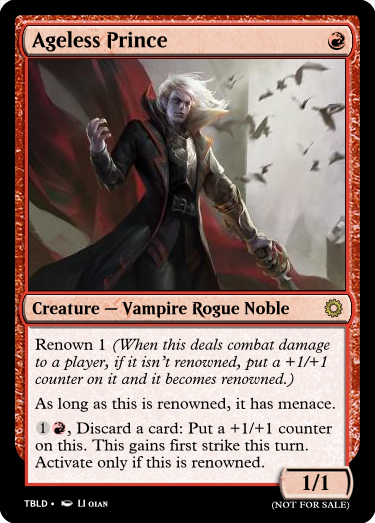 Ageless Prince
Creature — Vampire Rogue Noble
Renown 1 (When this deals combat damage
to a player, if it isn't renowned, put a +1/+1
counter on it and it becomes renowned.)
As long as this is renowned, it has menace.
1, Discard a card: Put a +1/+1 counter
on this. This gains first strike this turn.
Activate only if this is renowned.
1/1
TBLD • LI QIAN
(NOT FOR SALE)